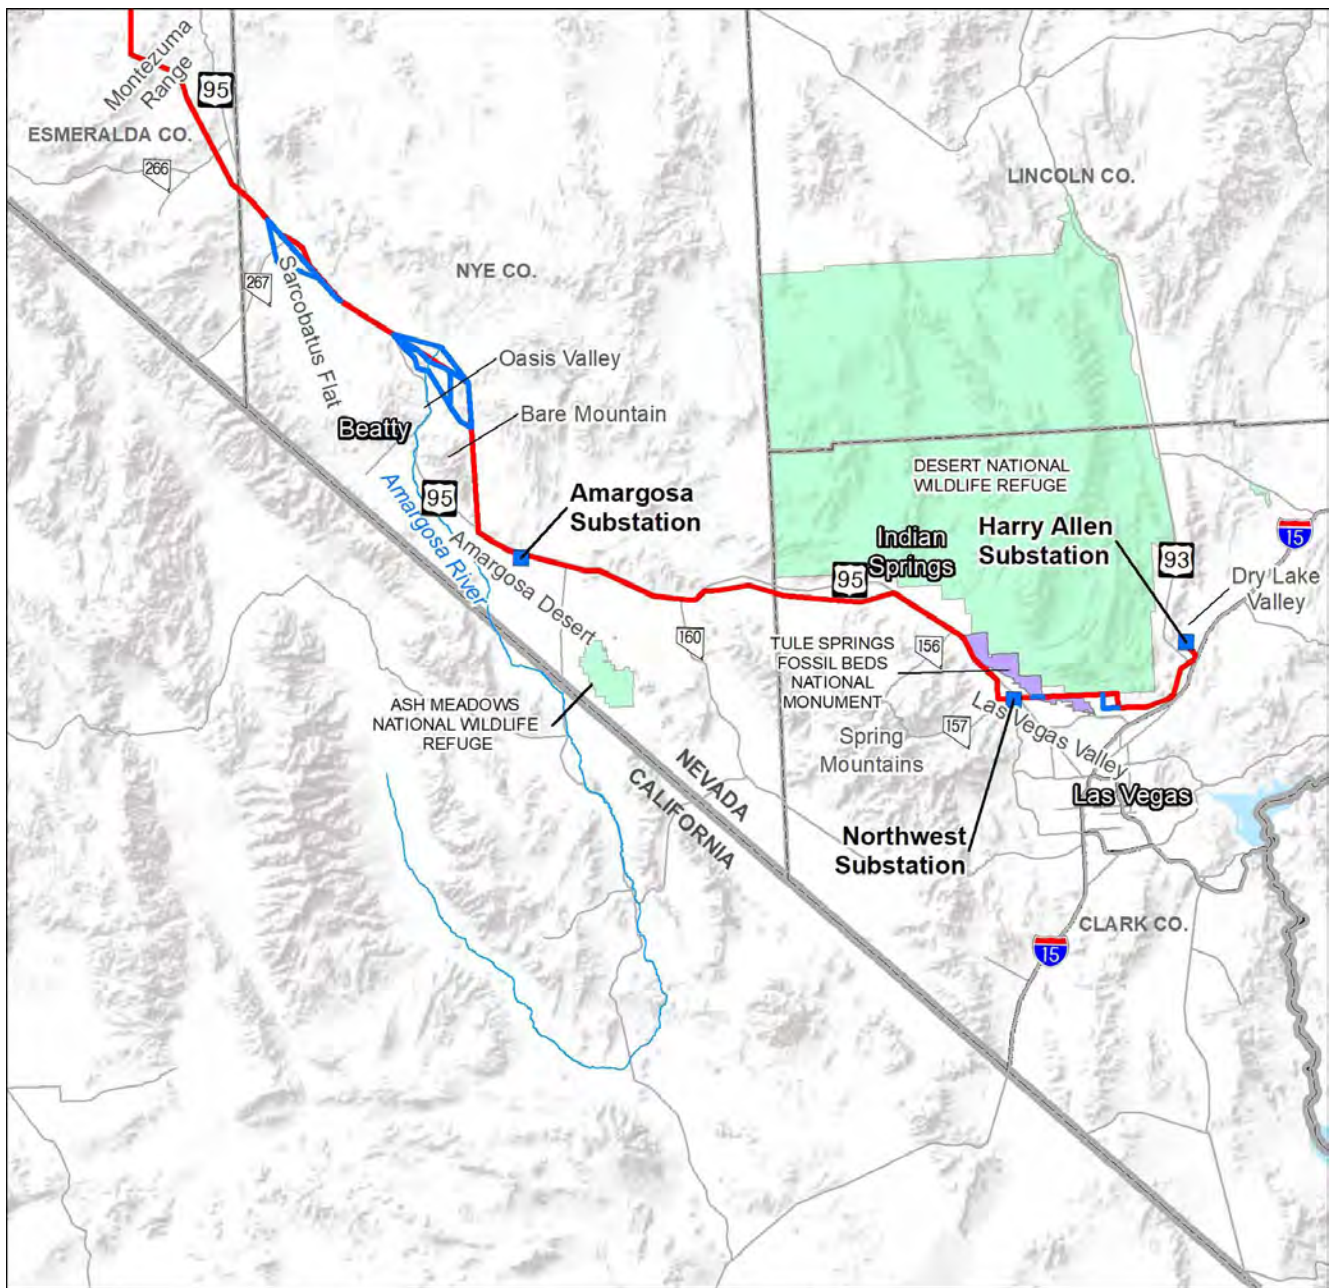 Montezuma
Range
95
ESMERALDA CO.
266
LINCOLN CO.
NYE CO.
267
Sarcobatus Flat
Oasis Valley
Bare Mountain
Beatty
DESERT NATIONAL
WILDLIFE REFUGE
95
Amargosa
Substation
Amargosa River
Amargosa Desert
Indian
Springs
95
Harry Allen
Substation
93
15
Dry Lake
Valley
160
156
TULE SPRINGS
FOSSIL BEDS
NATIONAL
MONUMENT
ASH MEADOWS
NATIONAL WILDLIFE
REFUGE
157
Las Vegas Valley
Spring
Mountains
NEVADA
CALIFORNIA
Las Vegas
Northwest
Substation
CLARK CO.
15